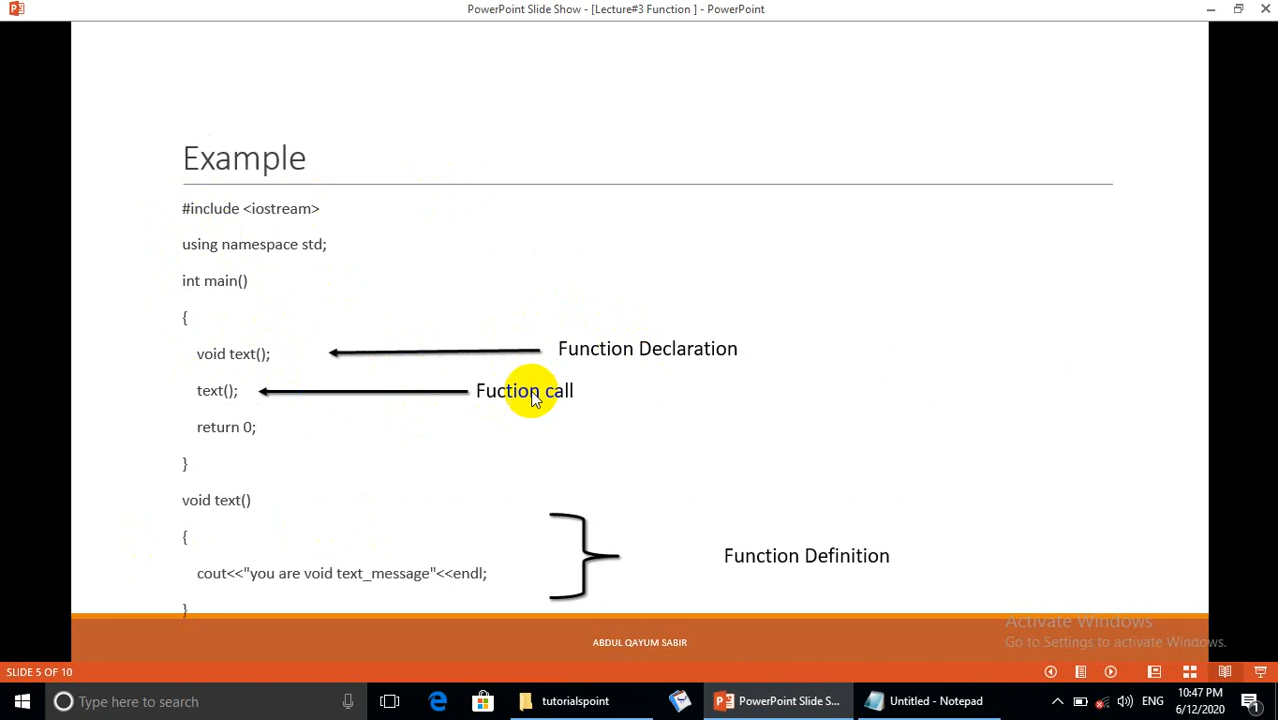 PowerPoint Slide Show - [Lecture#3 Function ] - PowerPoint
Example
#include <iostream>
using namespace std;
int main()
{
void text();
Function Declaration
text();
Fuction call
return 0;
}
void text()
{
cout<<"you are void text_message"<<endl;
Function Definition
}
Activate Windows
Go to Settings to activate Windows.
ABDUL QAYUM SABIR
SLIDE 5 OF 10
Type here to search
tutorialspoint
PowerPoint Slide S...
Untitled - Notepad
ENG
10:47 PM
6/12/2020
1